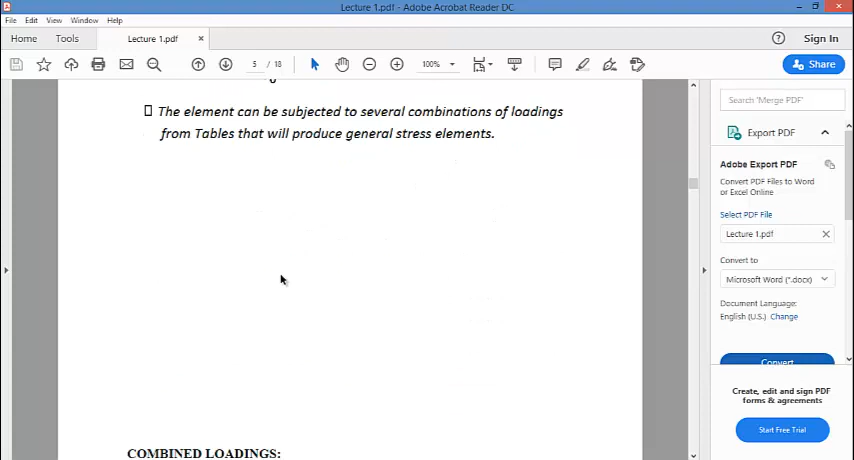 Lecture 1.pdf - Adobe Acrobat Reader DC
File Edit View Window Help
Home Tools Lecture 1.pdf × Sign In
5 / 18 100% Share
The element can be subjected to several combinations of loadings
from Tables that will produce general stress elements.
COMBINED LOADINGS:
Search 'Merge PDF'
Export PDF
Adobe Export PDF
Convert PDF Files to Word
or Excel Online
Select PDF File
Lecture 1.pdf
Convert to
Microsoft Word (*.docx)
Document Language:
English (U.S.) Change
Convert
Create, edit and sign PDF
forms & agreements
Start Free Trial